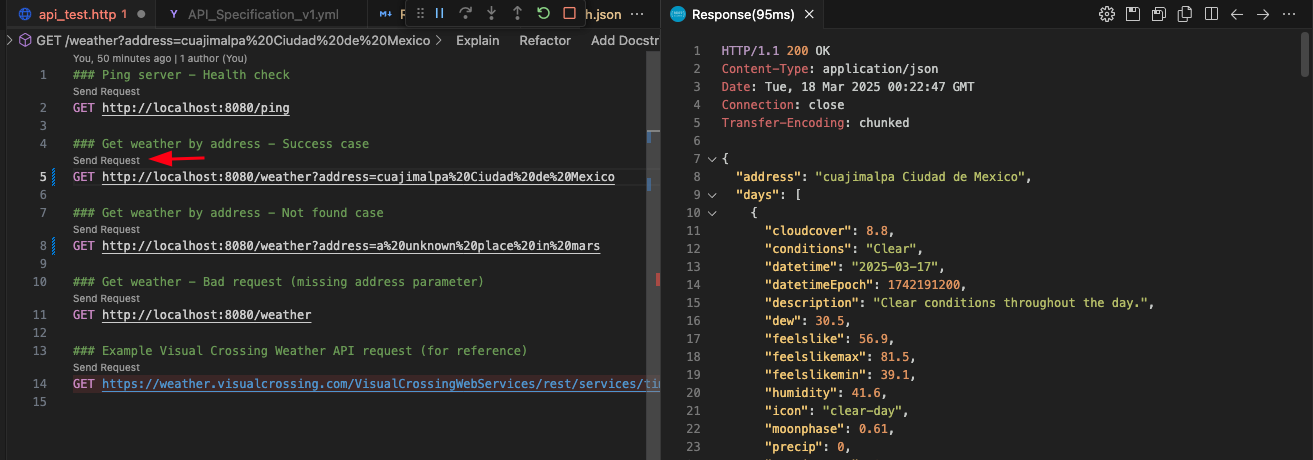 api_test.http 1
API_Specification_v1.yml
h.json
GET /weather?address=cuajimalpa%20Ciudad%20de%20Mexico
Explain
Refactor
Add Docstr
You, 50 minutes ago | 1 author (You)
1 ### Ping server - Health check
Send Request
2 GET http://localhost:8080/ping
3
4 ### Get weather by address - Success case
Send Request
5 GET http://localhost:8080/weather?address=cuajimalpa%20Ciudad%20de%20Mexico
6
7 ### Get weather by address - Not found case
Send Request
8 GET http://localhost:8080/weather?address=a%20unknown%20place%20in%20mars
9
10 ### Get weather - Bad request (missing address parameter)
Send Request
11 GET http://localhost:8080/weather
12
13 ### Example Visual Crossing Weather API request (for reference)
Send Request
14 GET https://weather.visualcrossing.com/VisualCrossingWebServices/rest/services/ti
15
Response(95ms)
1 HTTP/1.1 200 OK
2 Content-Type: application/json
3 Date: Tue, 18 Mar 2025 00:22:47 GMT
4 Connection: close
5 Transfer-Encoding: chunked
6
7 {
8 "address": "cuajimalpa Ciudad de Mexico",
9 "days": [
10 {
11 "cloudcover": 8.8,
12 "conditions": "Clear",
13 "datetime": "2025-03-17",
14 "datetimeEpoch": 1742191200,
15 "description": "Clear conditions throughout the day.",
16 "dew": 30.5,
17 "feelslike": 56.9,
18 "feelslikemax": 81.5,
19 "feelslikemin": 39.1,
20 "humidity": 41.6,
21 "icon": "clear-day",
22 "moonphase": 0.61,
23 "precip": 0,